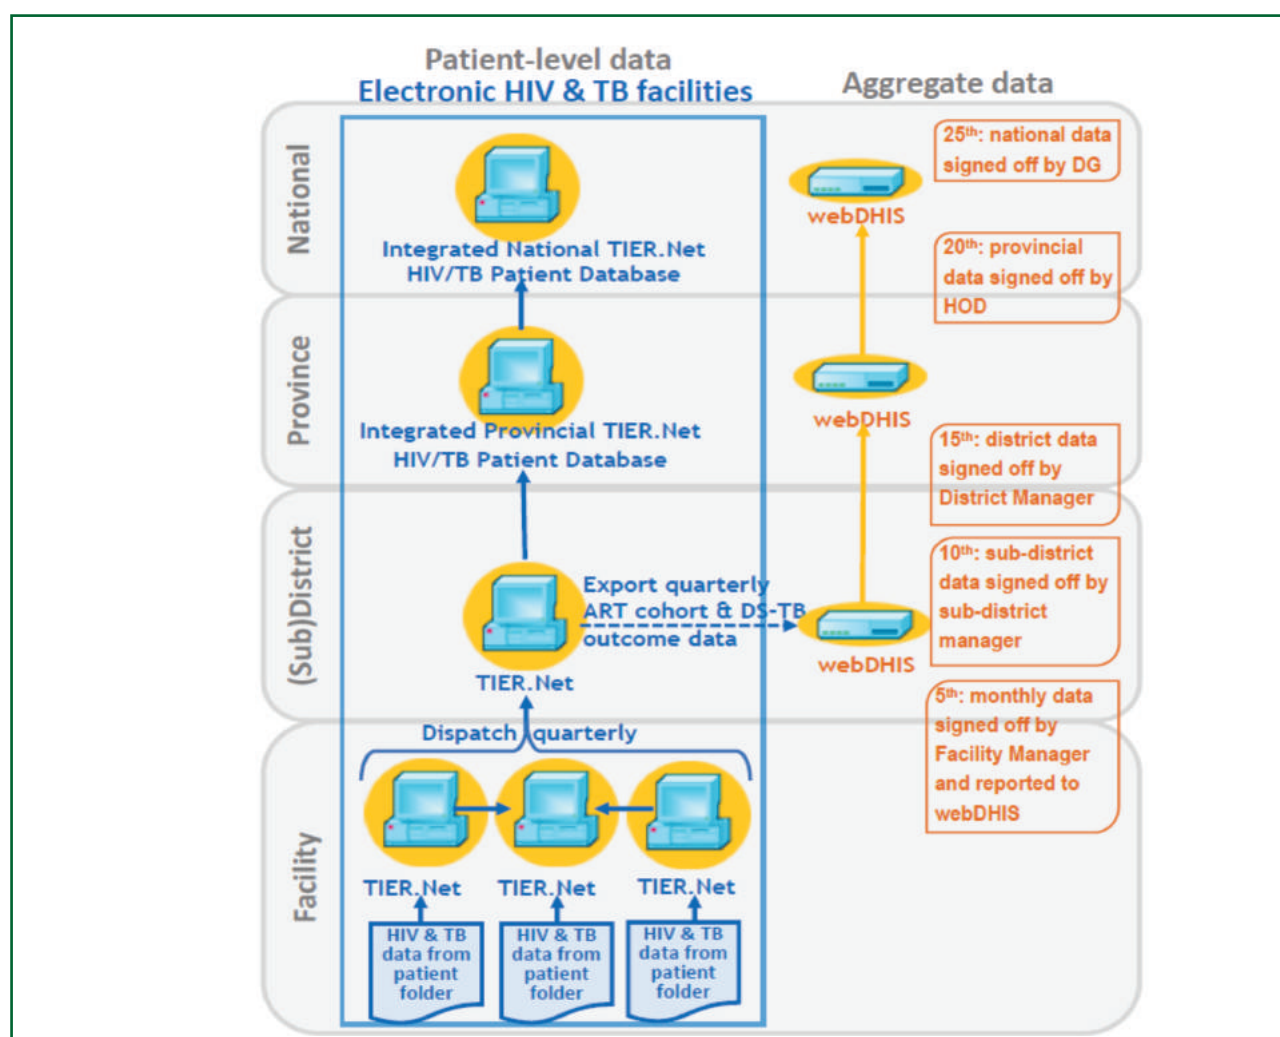 Patient-level data
Electronic HIV & TB facilities
Aggregate data
National
Integrated National TIER.Net
HIV/TB Patient Database
webDHIS
25th: national data
signed off by DG
20th: provincial
data signed off by
HOD
Province
Integrated Provincial TIER.Net
HIV/TB Patient Database
webDHIS
15th: district data
signed off by
District Manager
(Sub)District
Export quarterly
ART cohort & DS-TB
outcome data
TIER.Net
webDHIS
10th: sub-district
data signed off by
sub-district
manager
5th: monthly data
signed off by
Facility Manager
and reported to
webDHIS
Facility
Dispatch quarterly
TIER.Net
TIER.Net
TIER.Net
HIV & TB
data from
patient
folder
HIV & TB
data from
patient
folder
HIV & TB
data from
patient
folder